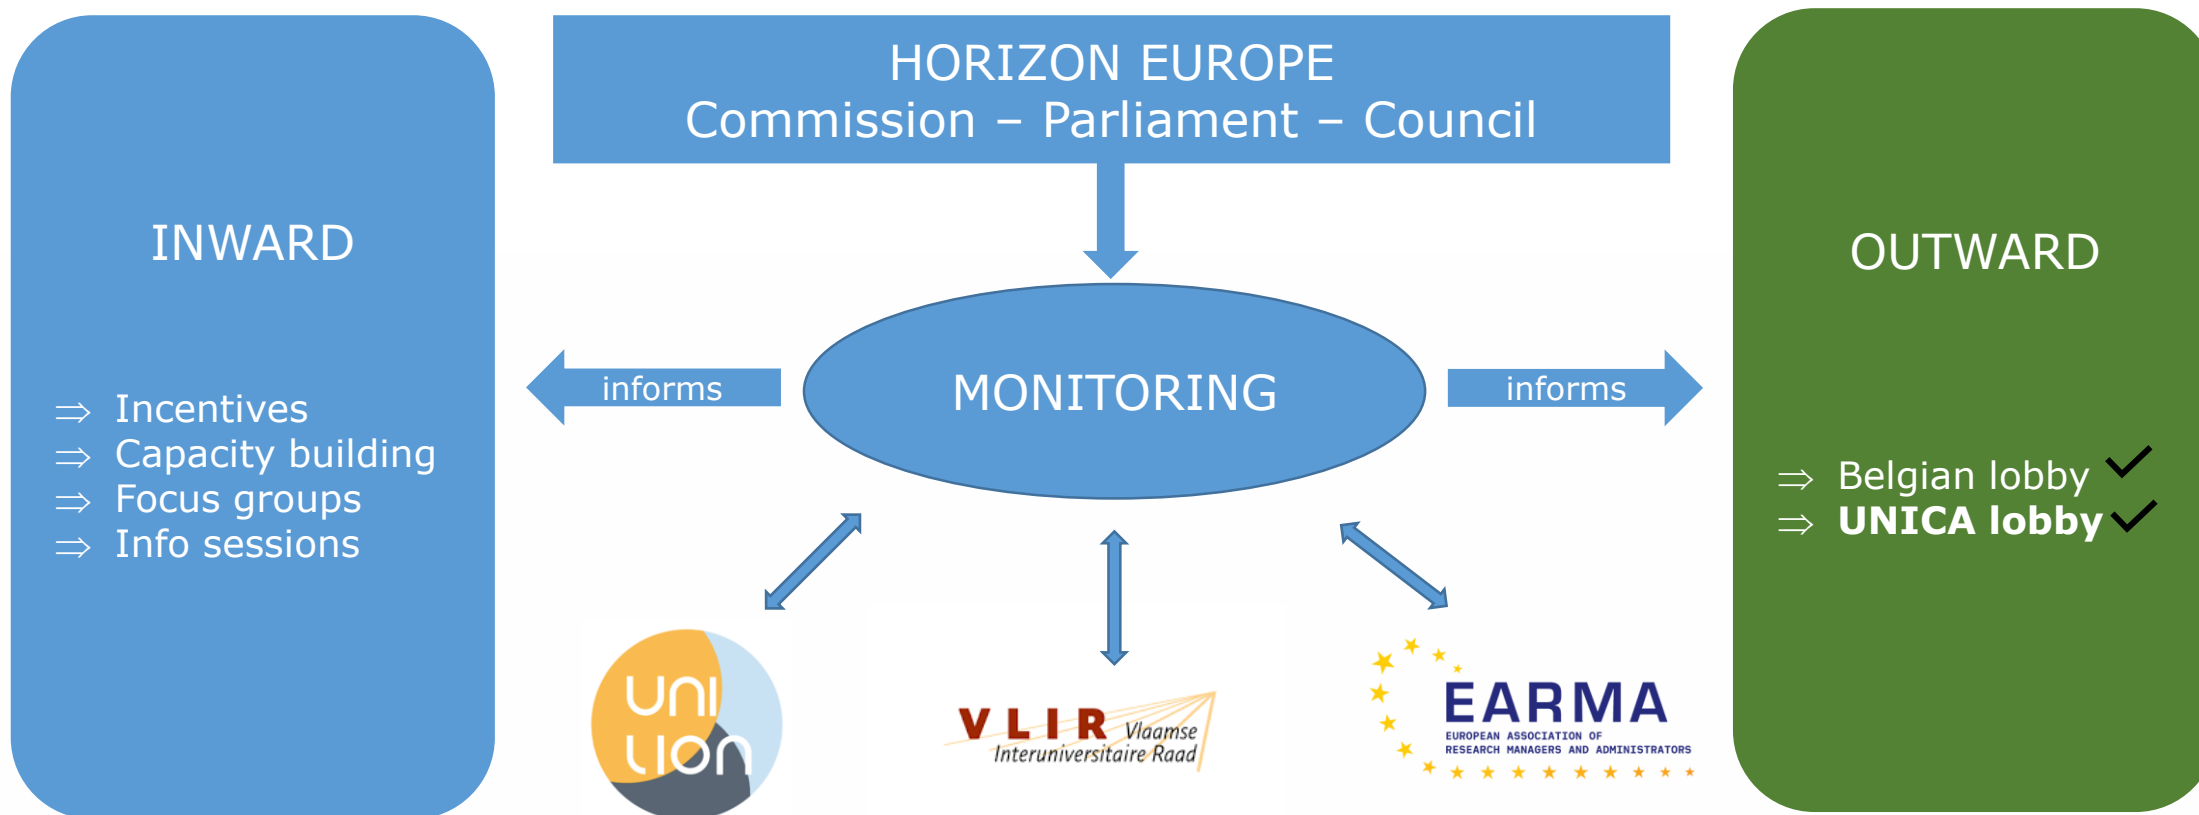 HORIZON EUROPE
Commission – Parliament – Council
INWARD
⇒ Incentives
⇒ Capacity building
⇒ Focus groups
⇒ Info sessions
informs
MONITORING
informs
OUTWARD
⇒ Belgian lobby ✓
⇒ UNICA lobby ✓
UNI
LION
VLIR Vlaamse
Interuniversitaire Raad
EARMA
EUROPEAN ASSOCIATION OF
RESEARCH MANAGERS AND ADMINISTRATORS